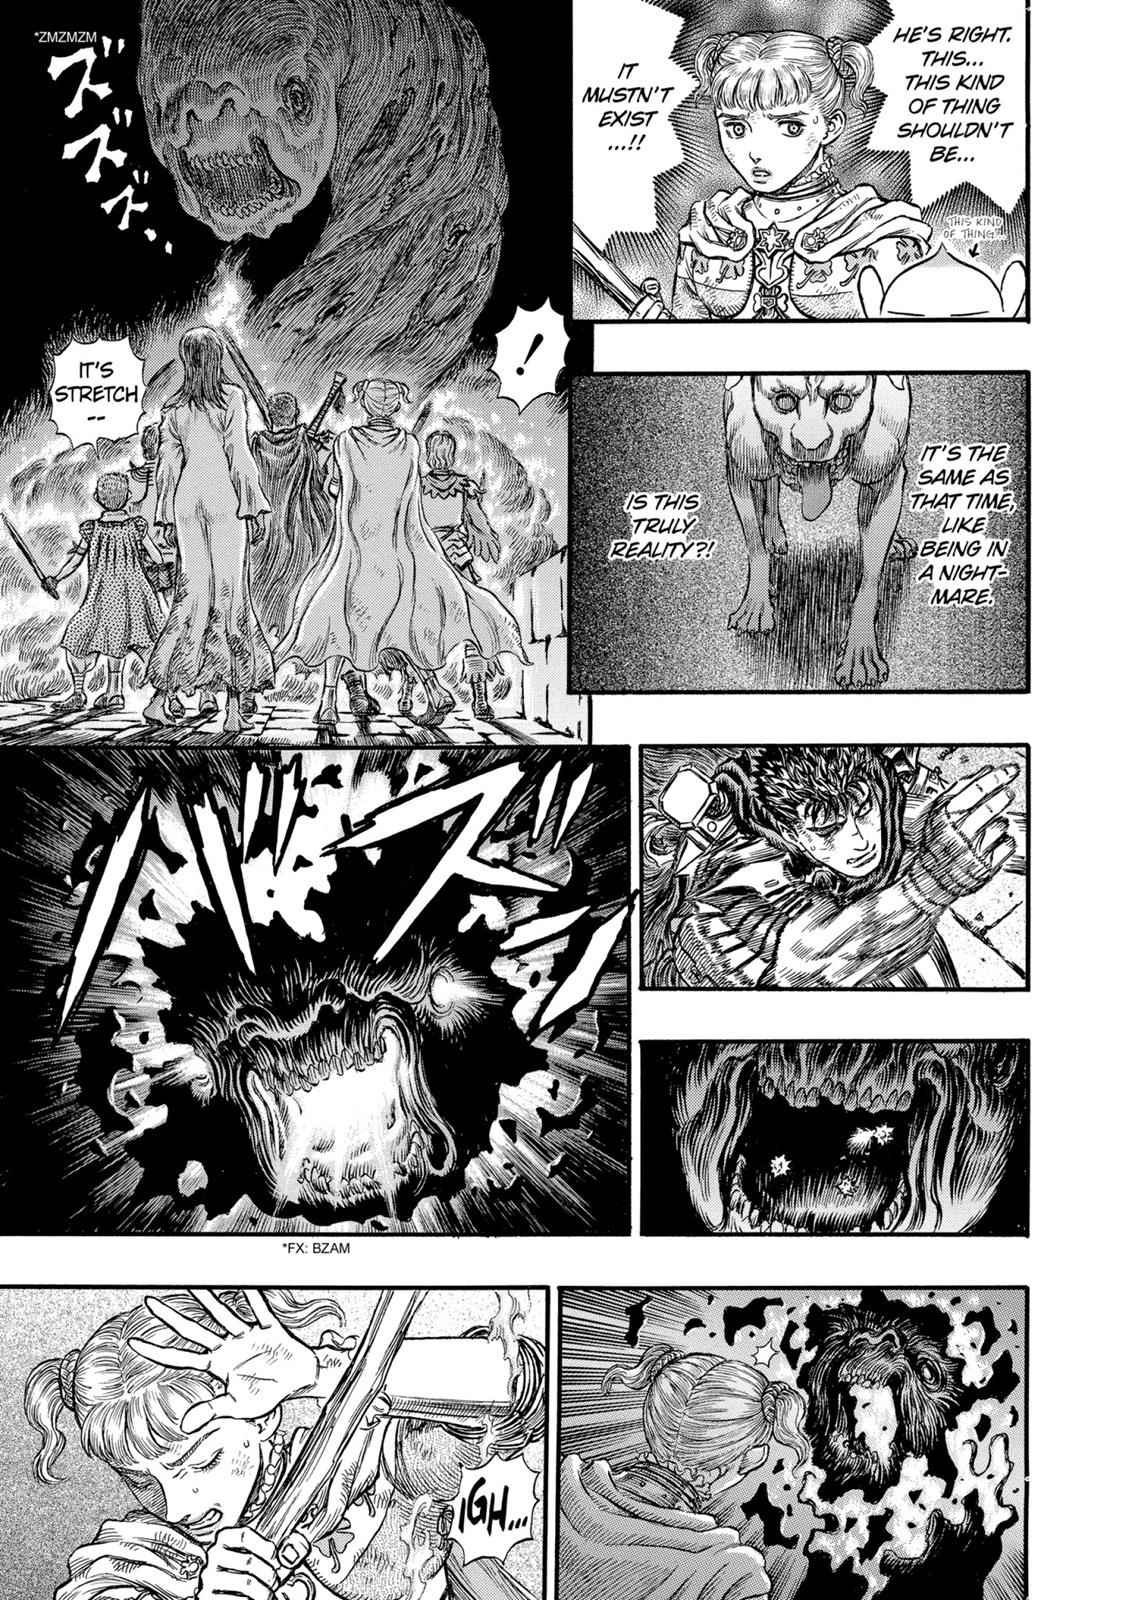 HE'S RIGHT.
THIS...
THIS KIND
OF THING
SHOULDN'T
BE...
THIS KIND
OF THING?
IT
MUSTN'T
EXIST
...!!
*ZMZMZM
ズズズ..
!
IT'S
STRETCH
--
IT'S THE
SAME AS
THAT TIME,
LIKE
BEING IN
A NIGHT-
MARE.
IS THIS
TRULY
REALITY?!
バズン
*FX: BZAM
IGH...